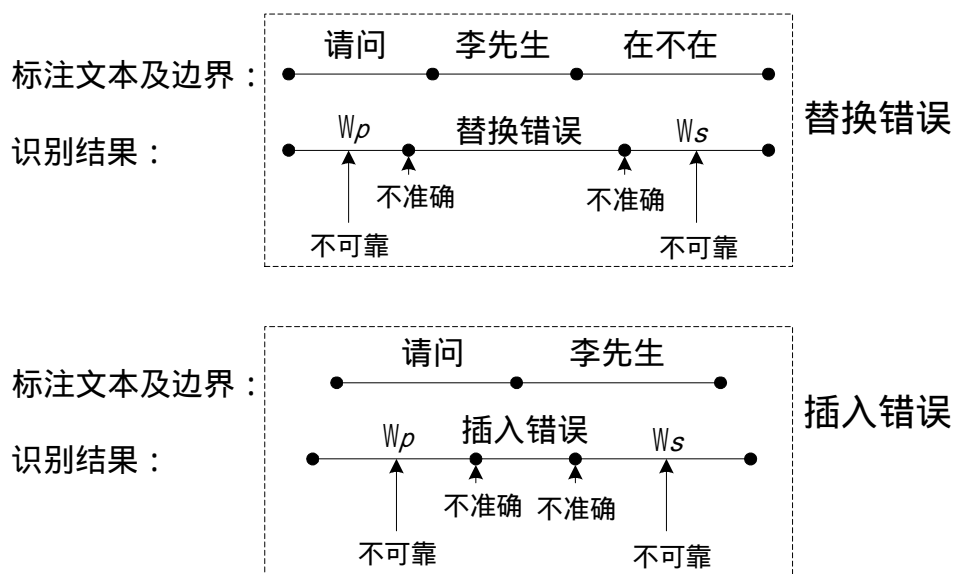 请问 李先生 在不在
标注文本及边界：
Wp 替换错误 Ws
识别结果：
替换错误
不准确 不准确
不可靠 不可靠
请问 李先生
标注文本及边界：
Wp 插入错误 Ws
识别结果：
插入错误
不准确 不准确
不可靠 不可靠